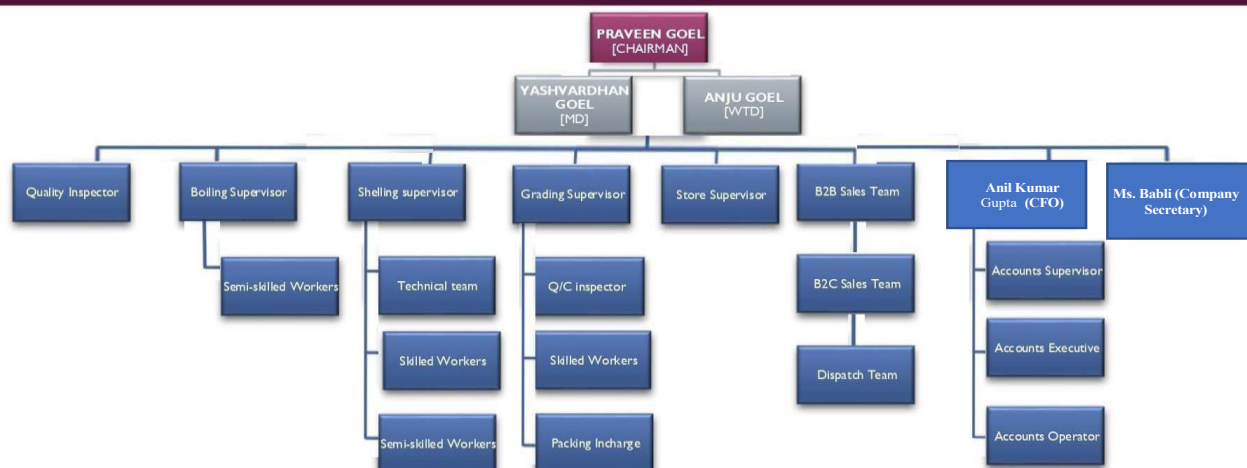 PRAVEEN GOEL
[CHAIRMAN]
YASHVARDHAN
GOEL
[MD]
ANJU GOEL
[WTD]
Quality Inspector
Boiling Supervisor
Shelling supervisor
Grading Supervisor
Store Supervisor
B2B Sales Team
Anil Kumar
Gupta (CFO)
Ms. Babli (Company
Secretary)
Semi-skilled Workers
Technical team
Q/C inspector
B2C Sales Team
Accounts Supervisor
Skilled Workers
Skilled Workers
Dispatch Team
Accounts Executive
Semi-skilled Workers
Packing Incharge
Accounts Operator